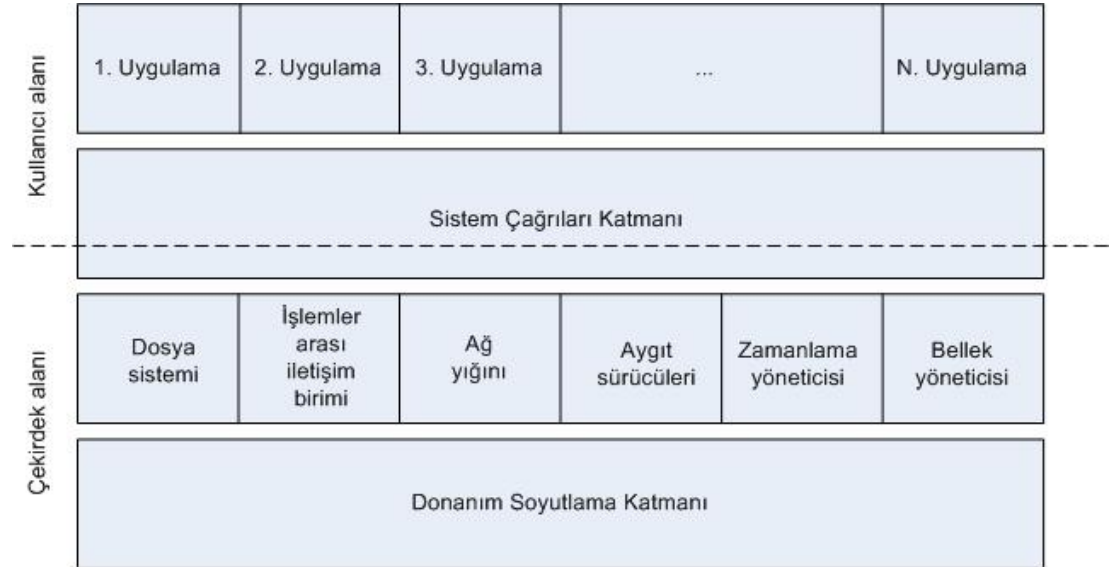 Kullanıcı alanı
1. Uygulama
2. Uygulama
3. Uygulama
...
N. Uygulama
Sistem Çağrıları Katmanı
Çekirdek alanı
Dosya
sistemi
İşlemler
arası
iletişim
birimi
Ağ
yığını
Aygıt
sürücüleri
Zamanlama
yöneticisi
Bellek
yöneticisi
Donanım Soyutlama Katmanı